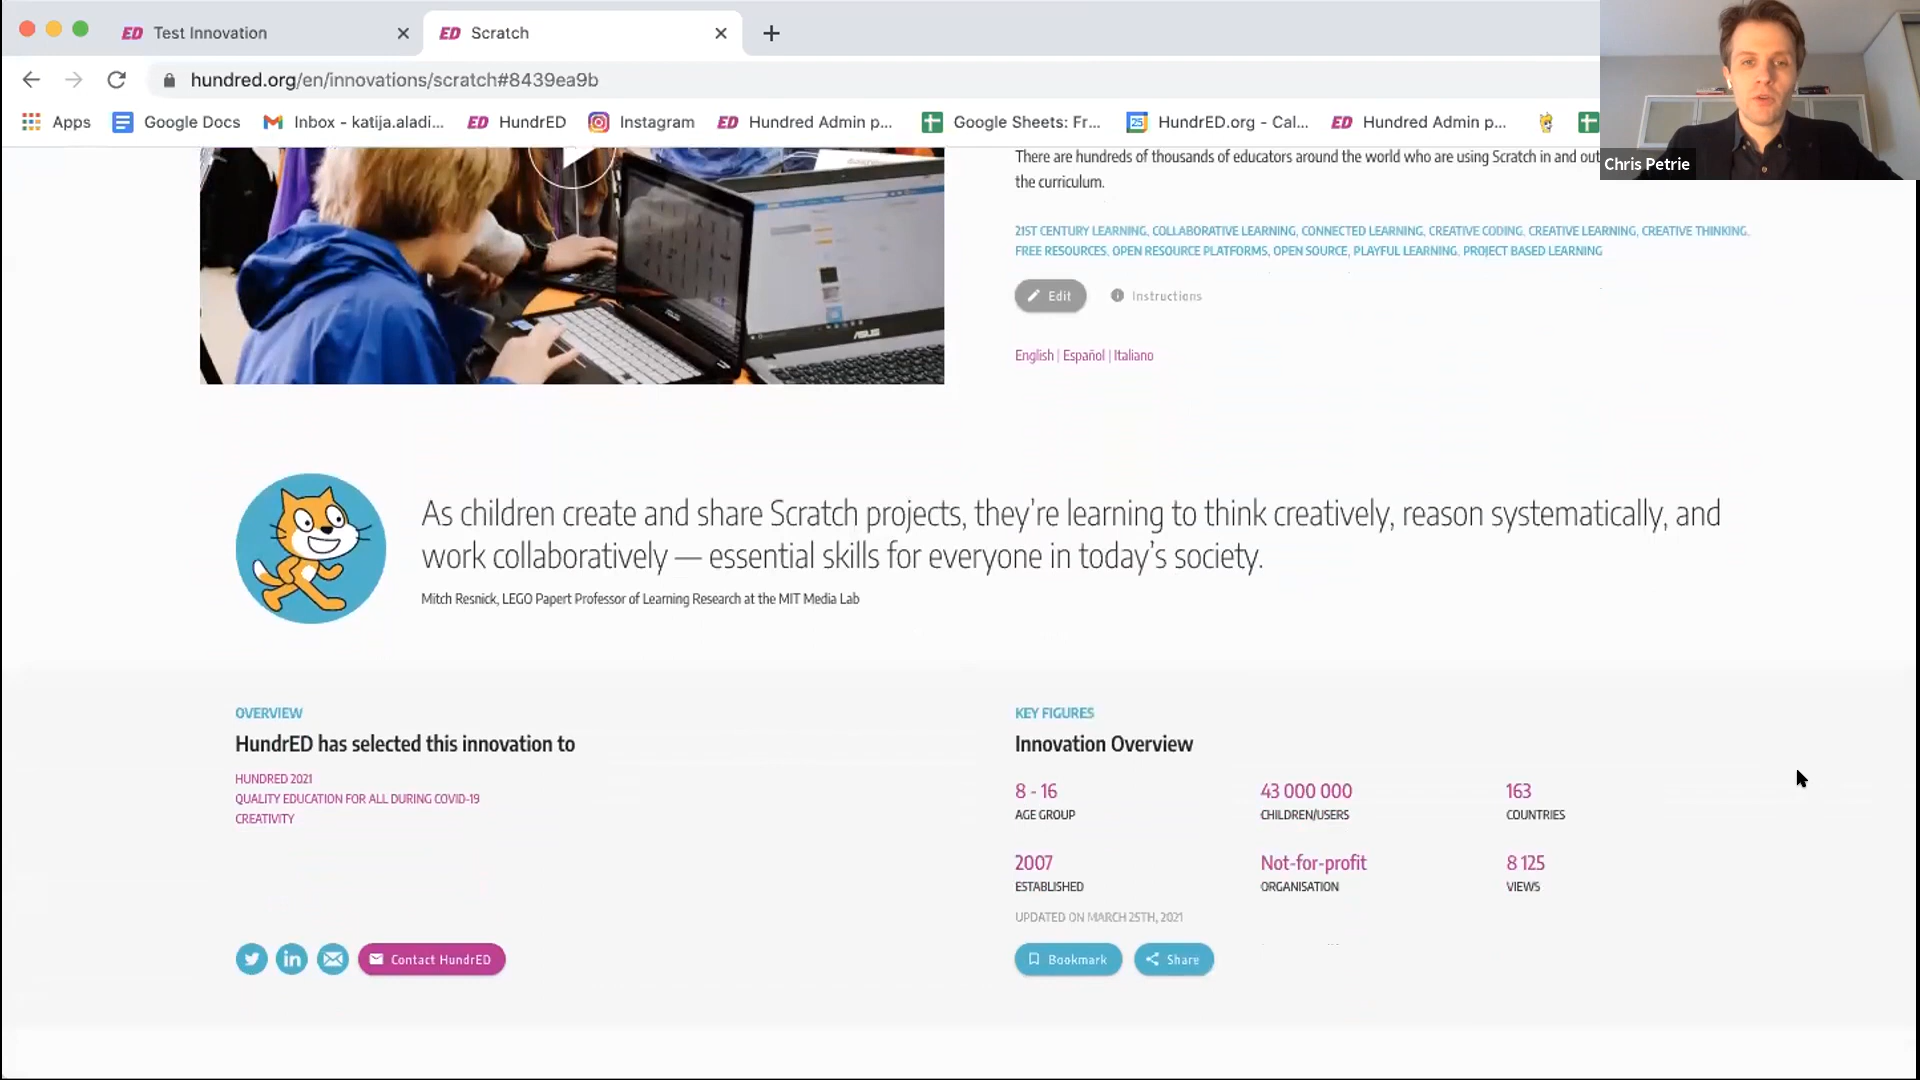 ED Test Innovation
ED Scratch
hundred.org/en/innovations/scratch#8439ea9b
Apps Google Docs Inbox - katija.aladi... ED HundrED Instagram ED Hundred Admin p... Google Sheets: Fr... 25 HundrED.org - Cal... ED Hundred Admin p...
Chris Petrie
There are hundreds of thousands of educators around the world who are using Scratch in and out
the curriculum.
21ST CENTURY LEARNING, COLLABORATIVE LEARNING, CONNECTED LEARNING, CREATIVE CODING, CREATIVE LEARNING, CREATIVE THINKING,
FREE RESOURCES, OPEN RESOURCE PLATFORMS, OPEN SOURCE, PLAYFUL LEARNING, PROJECT BASED LEARNING
Edit Instructions
English | Español | Italiano
ASUS
As children create and share Scratch projects, they're learning to think creatively, reason systematically, and
work collaboratively — essential skills for everyone in today's society.
Mitch Resnick, LEGO Papert Professor of Learning Research at the MIT Media Lab
OVERVIEW
HundrED has selected this innovation to
HUNDRED 2021
QUALITY EDUCATION FOR ALL DURING COVID-19
CREATIVITY
Contact HundrED
KEY FIGURES
Innovation Overview
8 - 16 43 000 000 163
AGE GROUP CHILDREN/USERS COUNTRIES
2007 Not-for-profit 8 125
ESTABLISHED ORGANISATION VIEWS
UPDATED ON MARCH 25TH, 2021
Bookmark Share